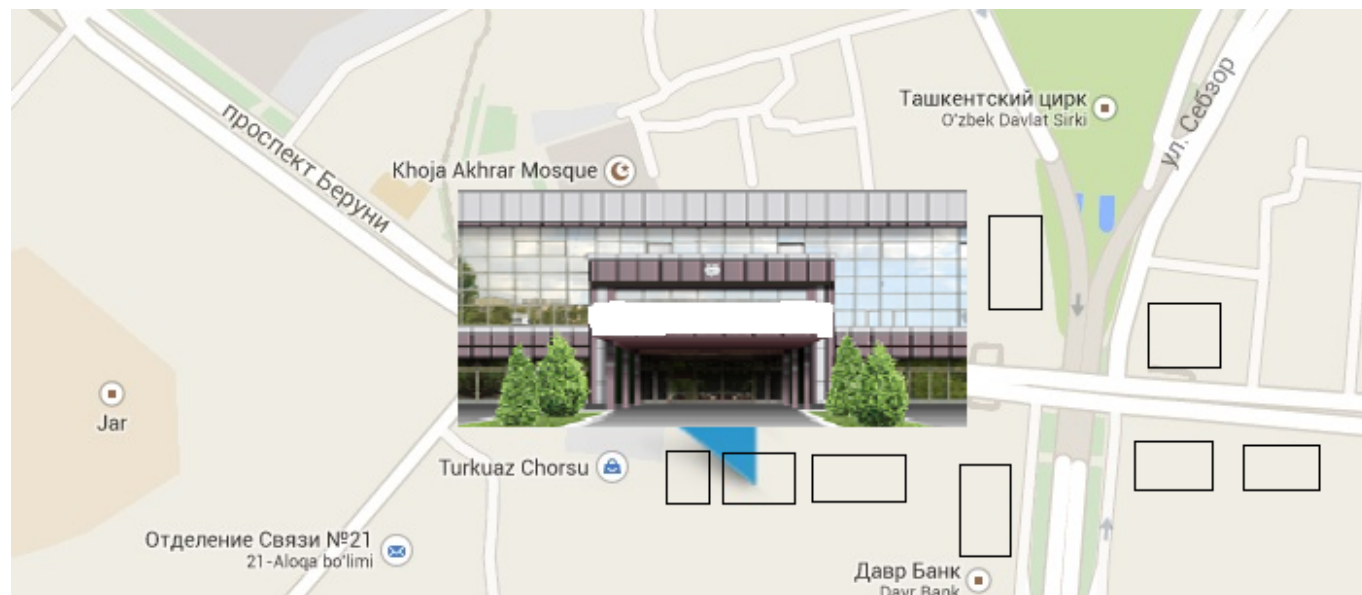 Ташкентский цирк
O'zbek Davlat Sirki
ул. Себзор
проспект Беруни
Khoja Akhrar Mosque
Jar
Turkuaz Chorsu
Отделение Связи №21
21-Aloqa bo'limi
Давр Банк
Davr Bank